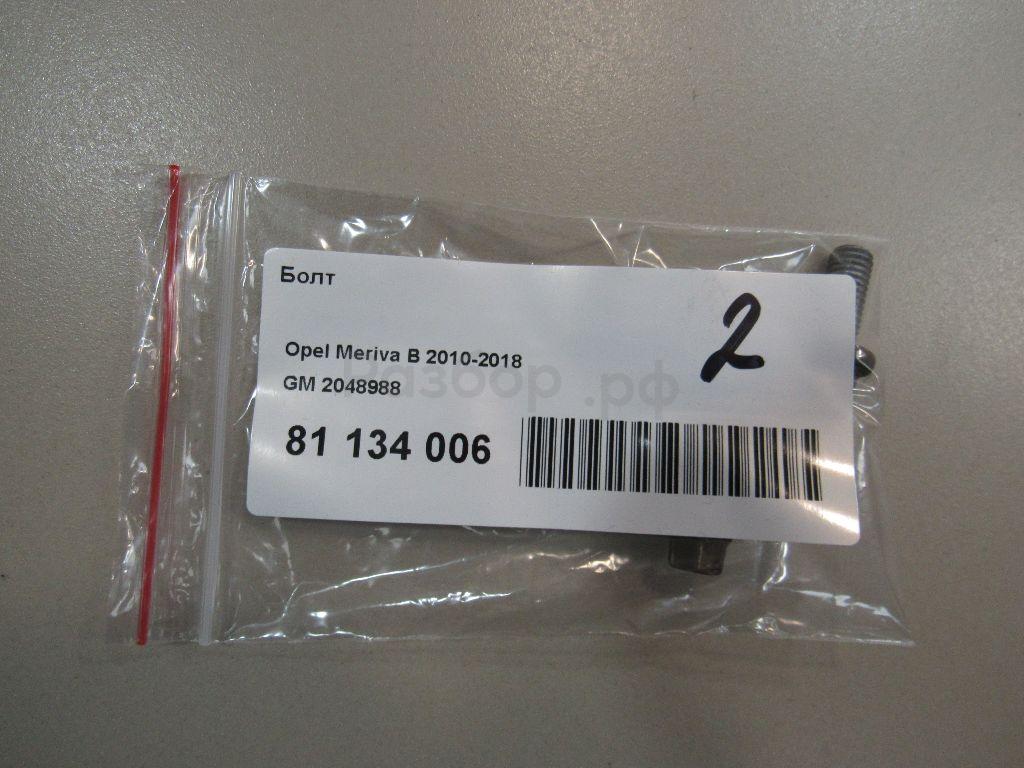 Болт
2
Opel Meriva B 2010-2018
GM 2048988
Разбор.рф
81 134 006